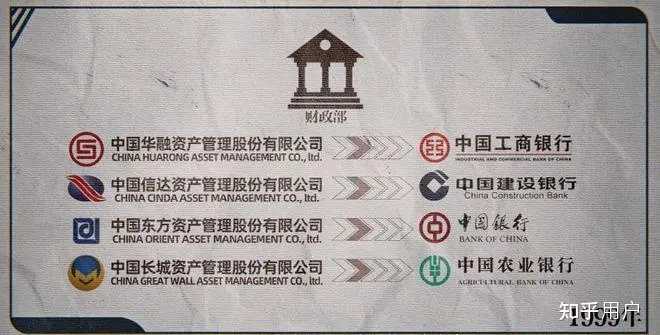 财政部
中国华融资产管理股份有限公司
CHINA HUARONG ASSET MANAGEMENT CO., ltd.
中国工商银行
INDUSTRIAL AND COMMERCIAL BANK OF CHINA
中国信达资产管理股份有限公司
CHINA CINDA ASSET MANAGEMENT CO., ltd.
中国建设银行
China Construction Bank
中国东方资产管理股份有限公司
CHINA ORIENT ASSET MANAGEMENT CO., ltd.
中国银行
BANK OF CHINA
中国长城资产管理股份有限公司
CHINA GREAT WALL ASSET MANAGEMENT CO., ltd.
中国农业银行
AGRICULTURAL BANK OF CHINA
1999年
知乎用户